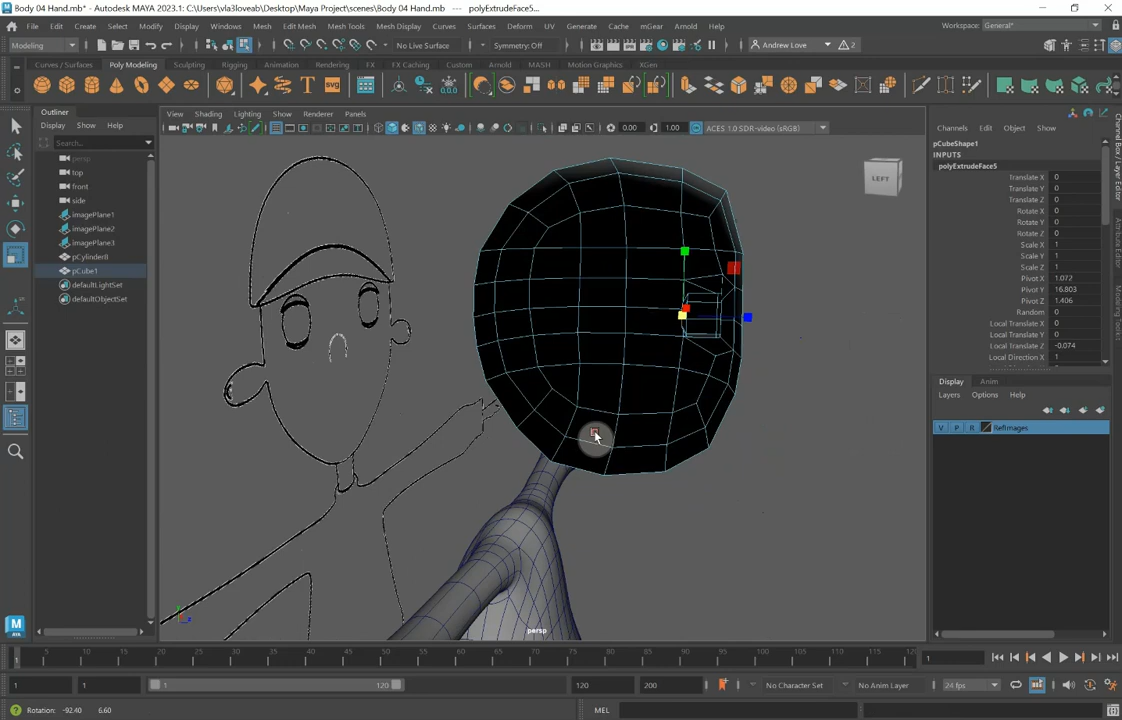 Body 04 Hand.mb* - Autodesk MAYA 2023.1: C:\Users\vla3loveab\Desktop\Maya Project\scenes\Body 04 Hand.mb --- polyExtrudeFace5...
File Edit Create Select Modify Display Windows Mesh Edit Mesh Mesh Tools Mesh Display Curves Surfaces Deform UV Generate Cache mGear Arnold Help
Workspace: General*
Modeling
No Live Surface
Symmetry: Off
Andrew Love
2
Curves / Surfaces Poly Modeling Sculpting Rigging Animation Rendering FX FX Caching Custom Arnold MASH Motion Graphics XGen
Outliner
Display Show Help
Search...
persp
top
front
side
imagePlane1
imagePlane2
imagePlane3
pCylinder8
pCube1
defaultLightSet
defaultObjectSet
View Shading Lighting Show Renderer Panels
0.00 1.00 ACES 1.0 SDR-video (sRGB)
LEFT
persp
Channels Edit Object Show
pCubeShape1
INPUTS
polyExtrudeFace5
Translate X 0
Translate Y 0
Translate Z 0
Rotate X 0
Rotate Y 0
Rotate Z 0
Scale X 1
Scale Y 1
Scale Z 1
Pivot X 1.072
Pivot Y 16.803
Pivot Z 1.406
Random 0
Local Translate X 0
Local Translate Y 0
Local Translate Z -0.074
Local Direction X 1
Display Anim
Layers Options Help
V P R RefImages
Channel Box / Layer Editor
Attribute Editor
Modeling Toolkit
5 10 15 20 25 30 35 40 45 50 55 60 65 70 75 80 85 90 95 100 105 110 115 120
1
1
1 1 1 120 120 200
No Character Set
No Anim Layer
24 fps
Rotation: -92.40 6.60
MEL